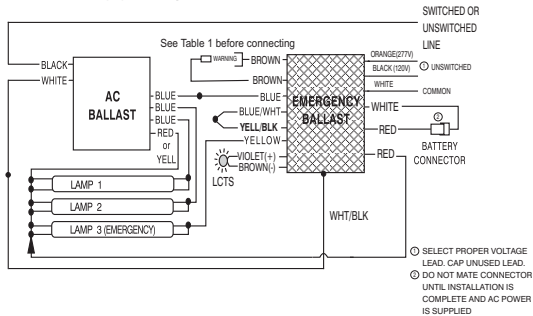 SWITCHED OR
UNSWITCHED
LINE
See Table 1 before connecting
BLACK
WHITE
AC
BALLAST
BLUE
BLUE
BLUE
RED
or
YELL
WARNING
BROWN
BROWN
BLUE
BLUE/WHT
YEL/BLK
YELLOW
VIOLET(+)
BROWN(-)
LCTS
EMERGENCY
BALLAST
ORANGE(277V)
BLACK (120V)
① UNSWITCHED
WHITE
COMMON
WHITE
RED
②
BATTERY
CONNECTOR
RED
LAMP 1
LAMP 2
LAMP 3 (EMERGENCY)
WHT/BLK
① SELECT PROPER VOLTAGE
LEAD. CAP UNUSED LEAD.
② DO NOT MATE CONNECTOR
UNTIL INSTALLATION IS
COMPLETE AND AC POWER
IS SUPPLIED